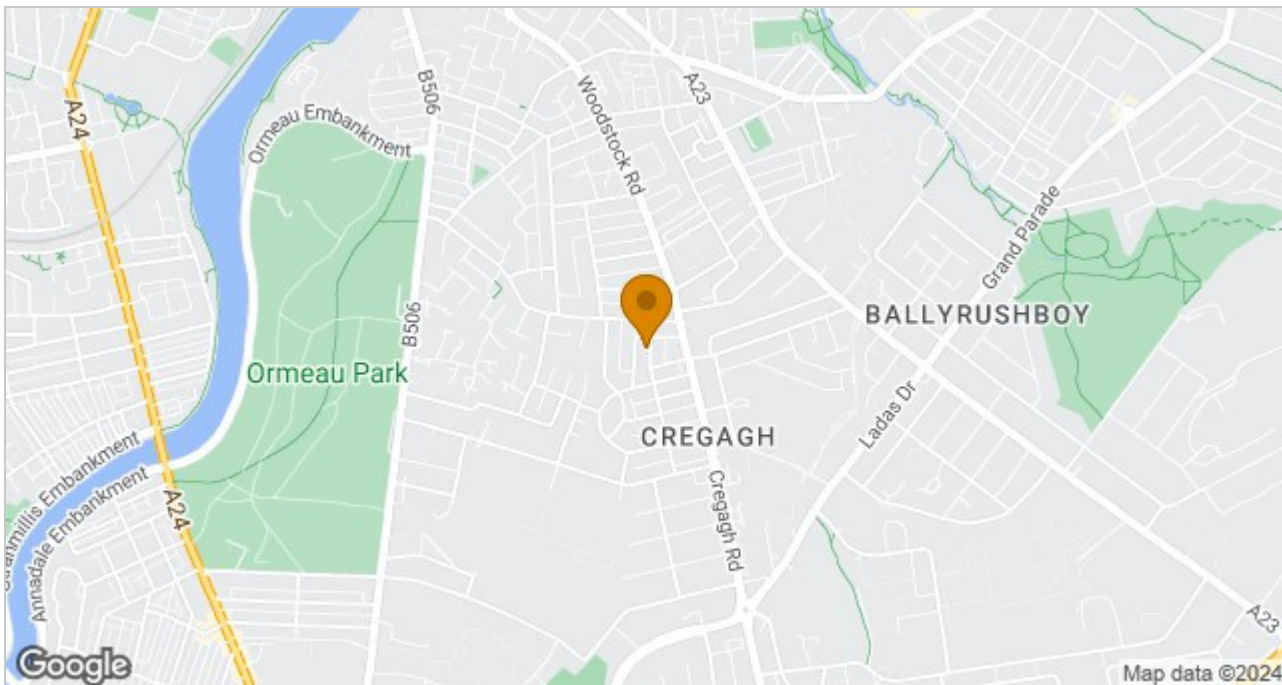 A24
B506
Ormeau Embankment
Woodstock Rd
A23
Grand Parade
BALLYRUSHBOY
B506
Ormeau Park
Ladas Dr
CREGAGH
Stranmillis Embankment
Annadale Embankment
A24
Cregagh Rd
A23
Google
Map data ©2024